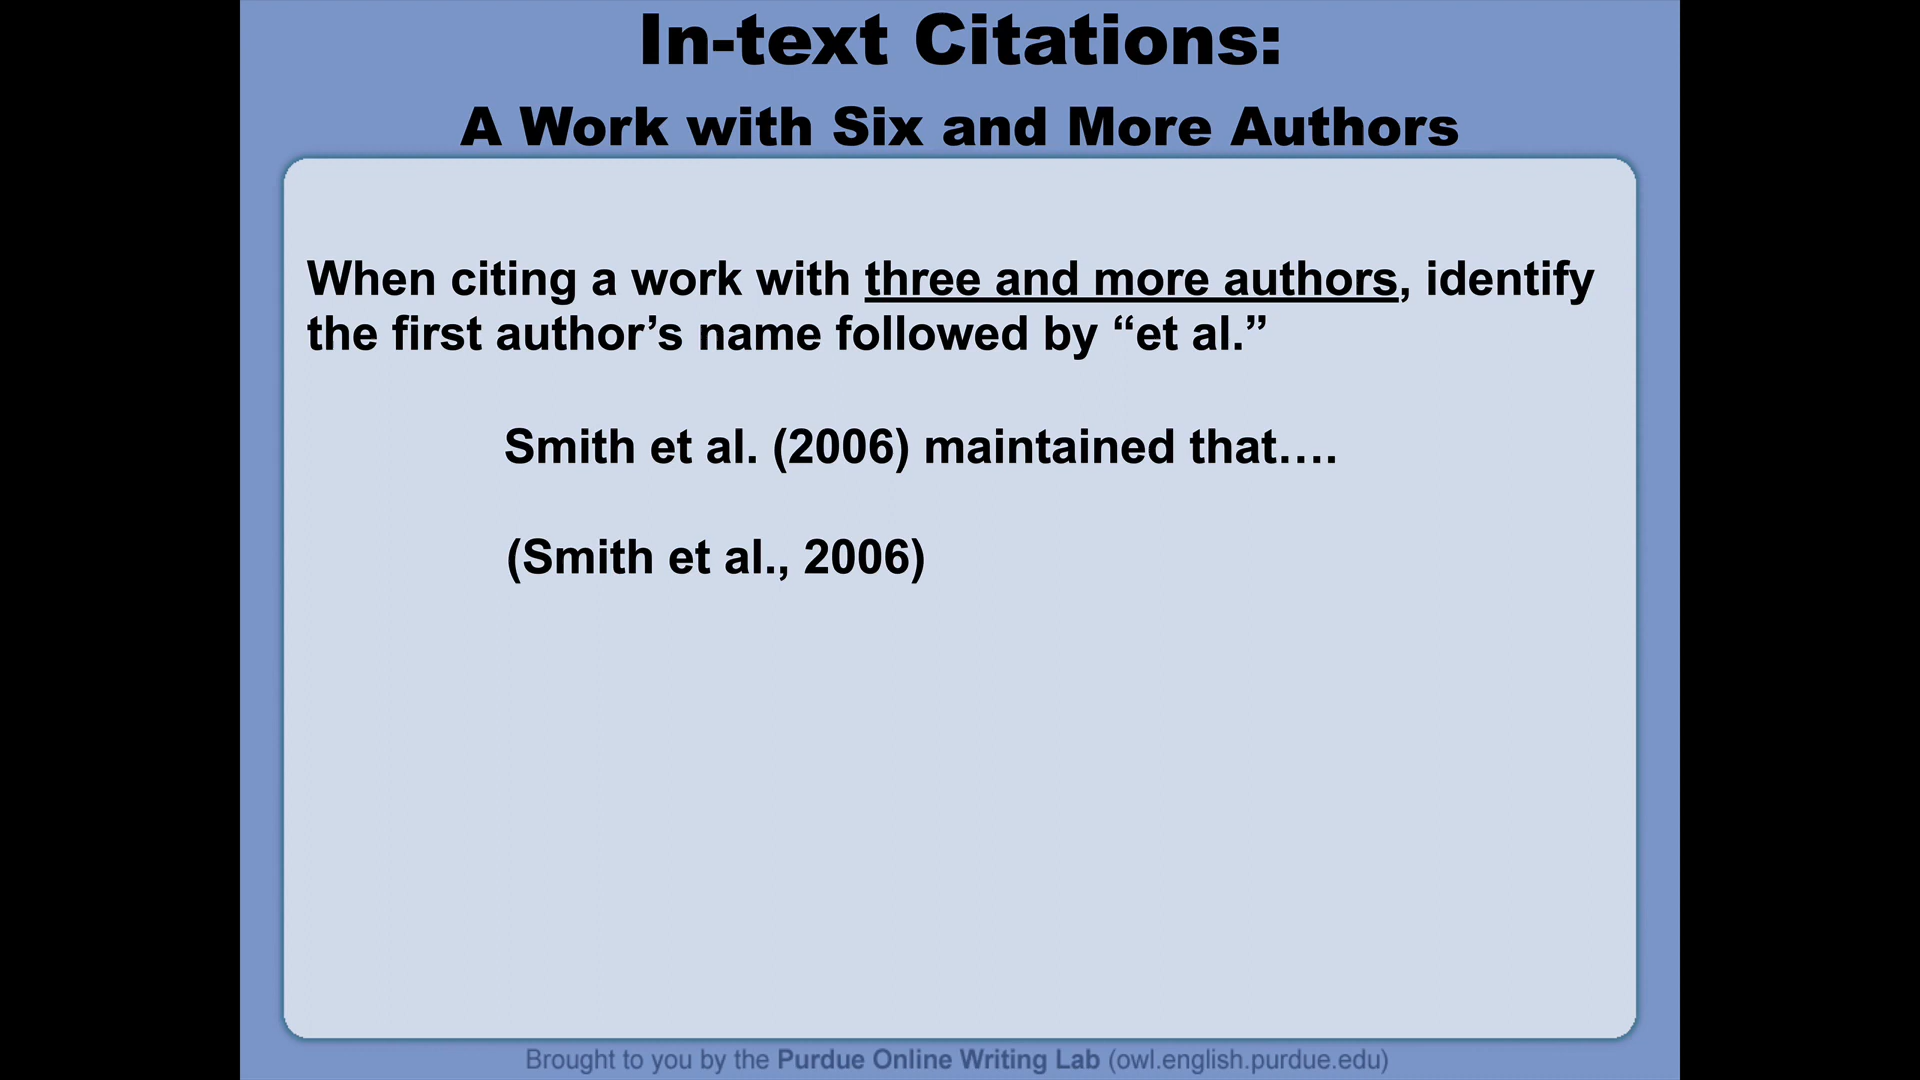 In-text Citations:
A Work with Six and More Authors
When citing a work with three and more authors, identify
the first author’s name followed by “et al.”
Smith et al. (2006) maintained that….
(Smith et al., 2006)
Brought to you by the Purdue Online Writing Lab (owl.english.purdue.edu)